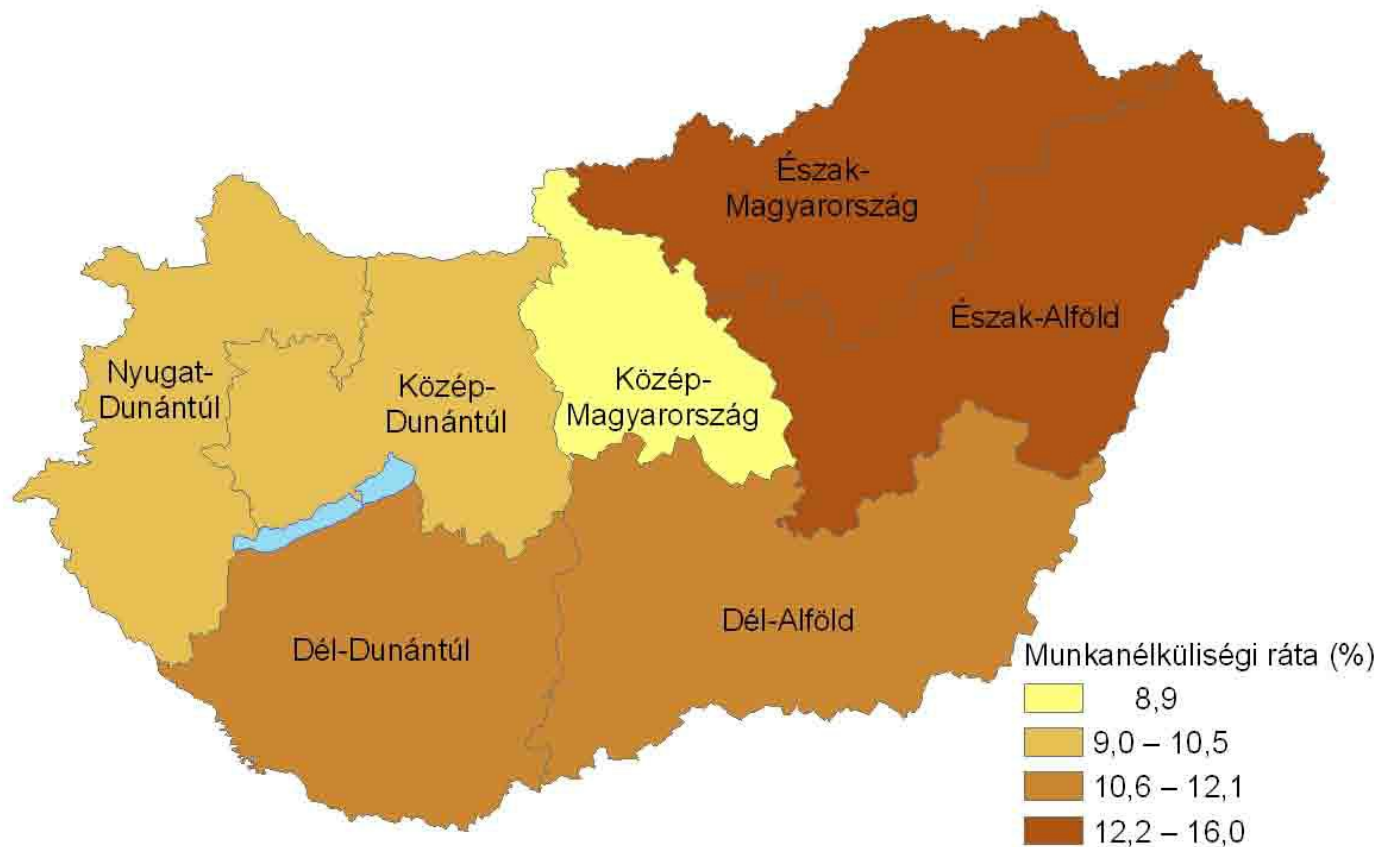 Észak-
Magyarország
Észak-Alföld
Nyugat-
Dunántúl
Közép-
Dunántúl
Közép-
Magyarország
Dél-Dunántúl
Dél-Alföld
Munkanélküliségi ráta (%)
8,9
9,0 – 10,5
10,6 – 12,1
12,2 – 16,0